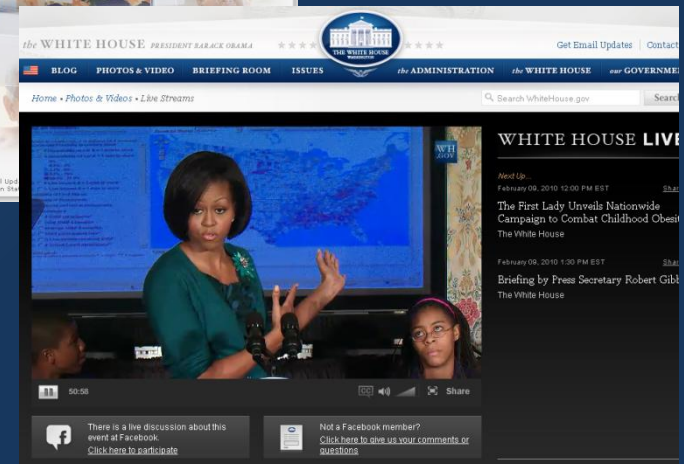 the WHITE HOUSE PRESIDENT BARACK OBAMA
THE WHITE HOUSE
WASHINGTON
Get Email Updates | Contact
BLOG PHOTOS & VIDEO BRIEFING ROOM ISSUES the ADMINISTRATION the WHITE HOUSE our GOVERNME
Home • Photos & Videos • Live Streams
Search WhiteHouse.gov
Search
WH
.GOV
WHITE HOUSE LIVE
Next Up...
February 09, 2010 12:00 PM EST
The First Lady Unveils Nationwide
Campaign to Combat Childhood Obesi
The White House
February 09, 2010 1:30 PM EST
Briefing by Press Secretary Robert Gibb
The White House
50:58
CC
Share
There is a live discussion about this
event at Facebook.
Click here to participate
Not a Facebook member?
Click here to give us your comments or
questions